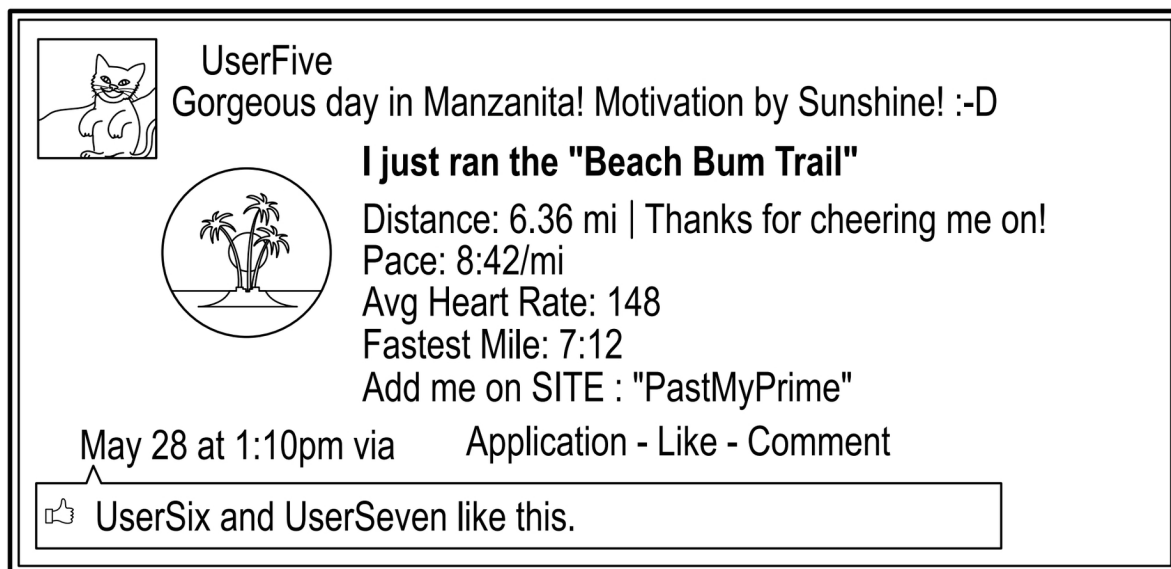 UserFive
Gorgeous day in Manzanita! Motivation by Sunshine! :-D
I just ran the "Beach Bum Trail"
Distance: 6.36 mi | Thanks for cheering me on!
Pace: 8:42/mi
Avg Heart Rate: 148
Fastest Mile: 7:12
Add me on SITE : "PastMyPrime"
May 28 at 1:10pm via Application - Like - Comment
UserSix and UserSeven like this.